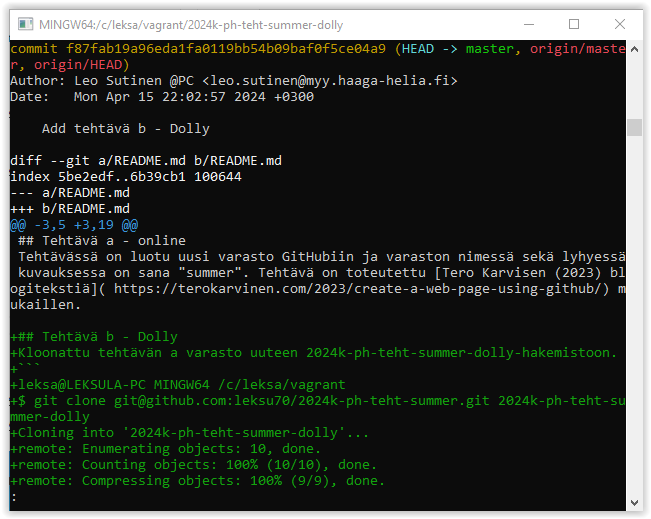 MINGW64:/c/leksa/vagrant/2024k-ph-teht-summer-dolly
commit f87fab19a96eda1fa0119bb54b09baf0f5ce04a9 (HEAD -> master, origin/maste
r, origin/HEAD)
Author: Leo Sutinen @PC <leo.sutinen@myy.haaga-helia.fi>
Date:   Mon Apr 15 22:02:57 2024 +0300

    Add tehtävä b - Dolly

diff --git a/README.md b/README.md
index 5be2edf..6b39cb1 100644
--- a/README.md
+++ b/README.md
@@ -3,5 +3,19 @@
 ## Tehtävä a - online
 Tehtävässä on luotu uusi varasto GitHubiin ja varaston nimessä sekä lyhyessä
 kuvauksessa on sana "summer". Tehtävä on toteutettu [Tero Karvisen (2023) bl
ogitekstiä]( https://terokarvinen.com/2023/create-a-web-page-using-github/) m
ukaillen.

+## Tehtävä b - Dolly
+Kloonattu tehtävän a varasto uuteen 2024k-ph-teht-summer-dolly-hakemistoon.
+```
+leksa@LEKSULA-PC MINGW64 /c/leksa/vagrant
+$ git clone git@github.com:leksu70/2024k-ph-teht-summer.git 2024k-ph-teht-su
mmer-dolly
+Cloning into '2024k-ph-teht-summer-dolly'...
+remote: Enumerating objects: 10, done.
+remote: Counting objects: 100% (10/10), done.
+remote: Compressing objects: 100% (9/9), done.
: